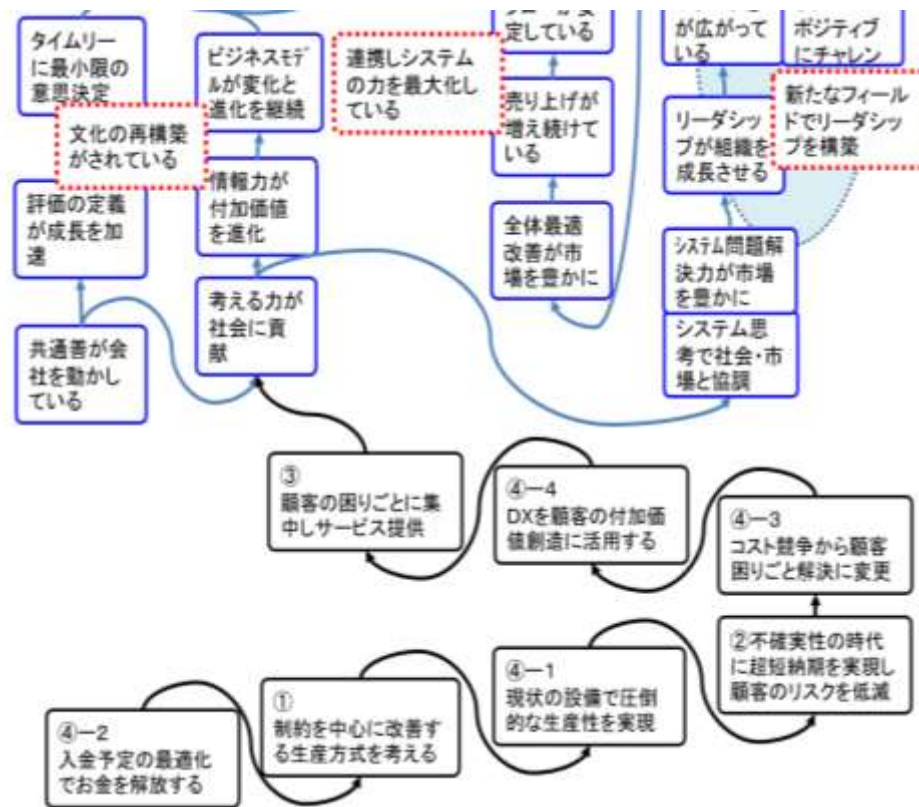 タイムリー
に最小限の
意思決定
文化の再構築
がされている
評価の定義
が成長を加
速
共通善が会
社を動かし
ている
ビジネスモデ
ルが変化と
進化を継続
情報力が
付加価値
を進化
考える力が
社会に貢
献
連携しシステム
の力を最大化し
ている
定している
売り上げが
増え続けて
いる
全体最適
改善が市
場を豊かに
が広がって
いる
ポジティブ
にチャレン
新たなフィール
ドでリーダシッ
プを構築
リーダシッ
プが組織を
成長させる
システム問題解
決力が市場
を豊かに
システム思
考で社会・市
場と協調
③
顧客の困りごとに集
中しサービス提供
④ー4
DXを顧客の付加価
値創造に活用する
④ー3
コスト競争から顧客
困りごと解決に変更
④ー2
入金予定の最適化
でお金を解放する
①
制約を中心に改善す
る生産方式を考える
④ー1
現状の設備で圧倒
的な生産性を実現
②不確実性の時代
に超短納期を実現し
顧客のリスクを低減